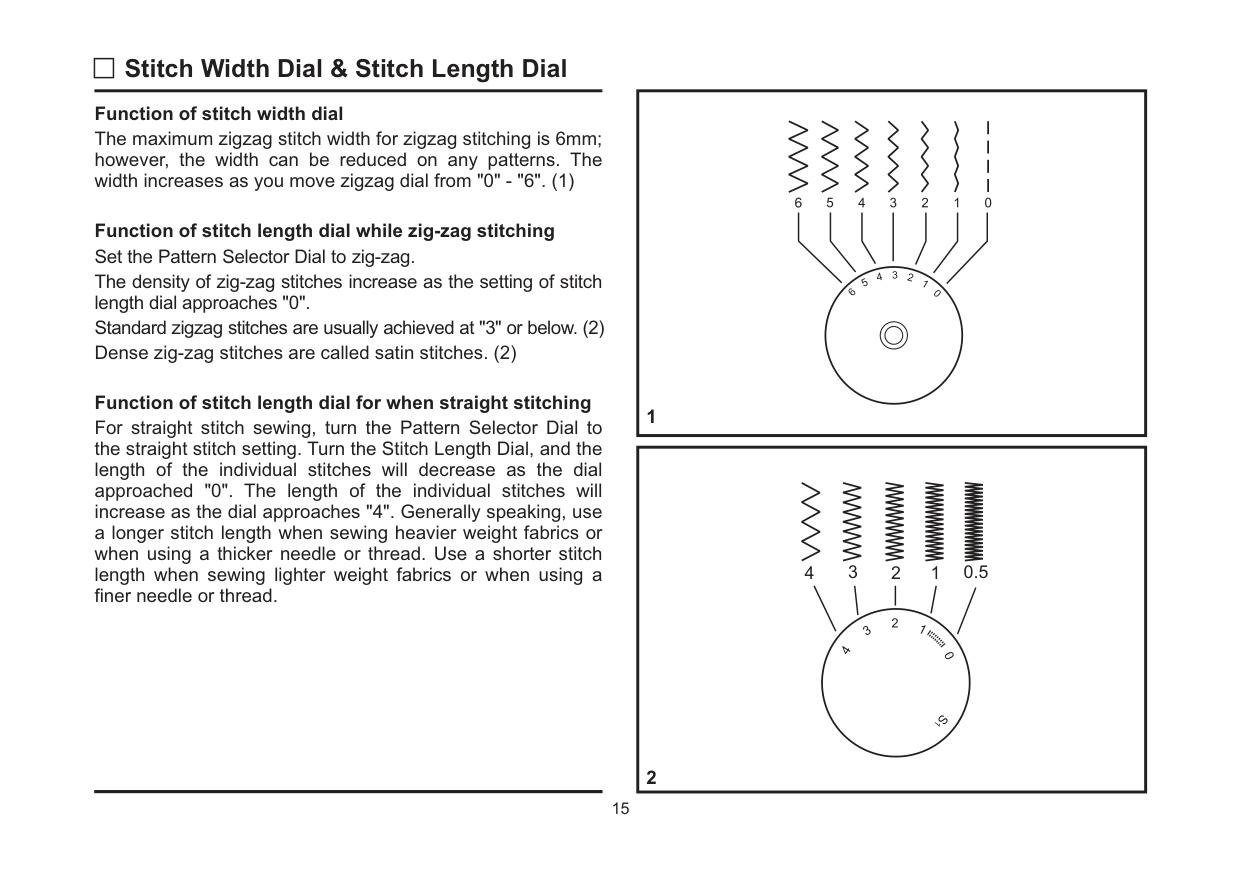 Stitch Width Dial & Stitch Length Dial
Function of stitch width dial
The maximum zigzag stitch width for zigzag stitching is 6mm;
however, the width can be reduced on any patterns. The
width increases as you move zigzag dial from "0" - "6". (1)
Function of stitch length dial while zig-zag stitching
Set the Pattern Selector Dial to zig-zag.
The density of zig-zag stitches increase as the setting of stitch
length dial approaches "0".
Standard zigzag stitches are usually achieved at "3" or below. (2)
Dense zig-zag stitches are called satin stitches. (2)
Function of stitch length dial for when straight stitching
For straight stitch sewing, turn the Pattern Selector Dial to
the straight stitch setting. Turn the Stitch Length Dial, and the
length of the individual stitches will decrease as the dial
approached "0". The length of the individual stitches will
increase as the dial approaches "4". Generally speaking, use
a longer stitch length when sewing heavier weight fabrics or
when using a thicker needle or thread. Use a shorter stitch
length when sewing lighter weight fabrics or when using a
finer needle or thread.
6 5 4 3 2 1 0
6 5 4 3 2 1 0
1
4 3 2 1 0.5
4 3 2 1 0
S1
2
15